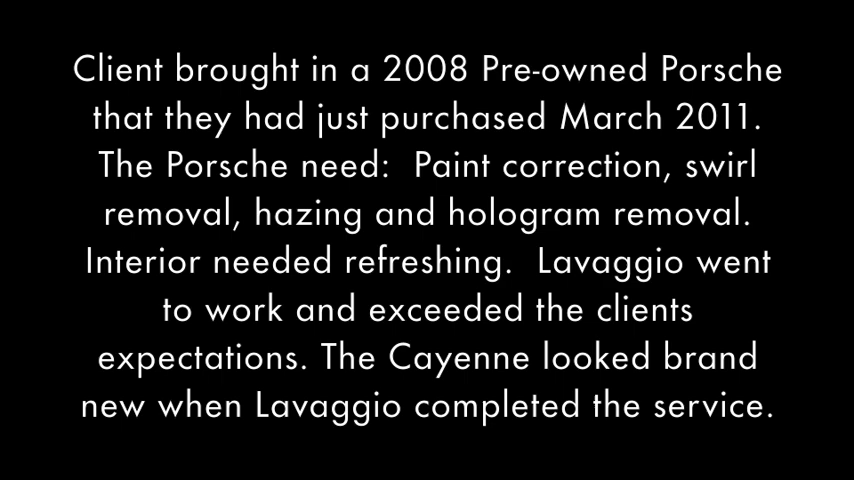 Client brought in a 2008 Pre-owned Porsche
that they had just purchased March 2011.
The Porsche need:  Paint correction, swirl
removal, hazing and hologram removal.
Interior needed refreshing.  Lavaggio went
to work and exceeded the clients
expectations. The Cayenne looked brand
new when Lavaggio completed the service.